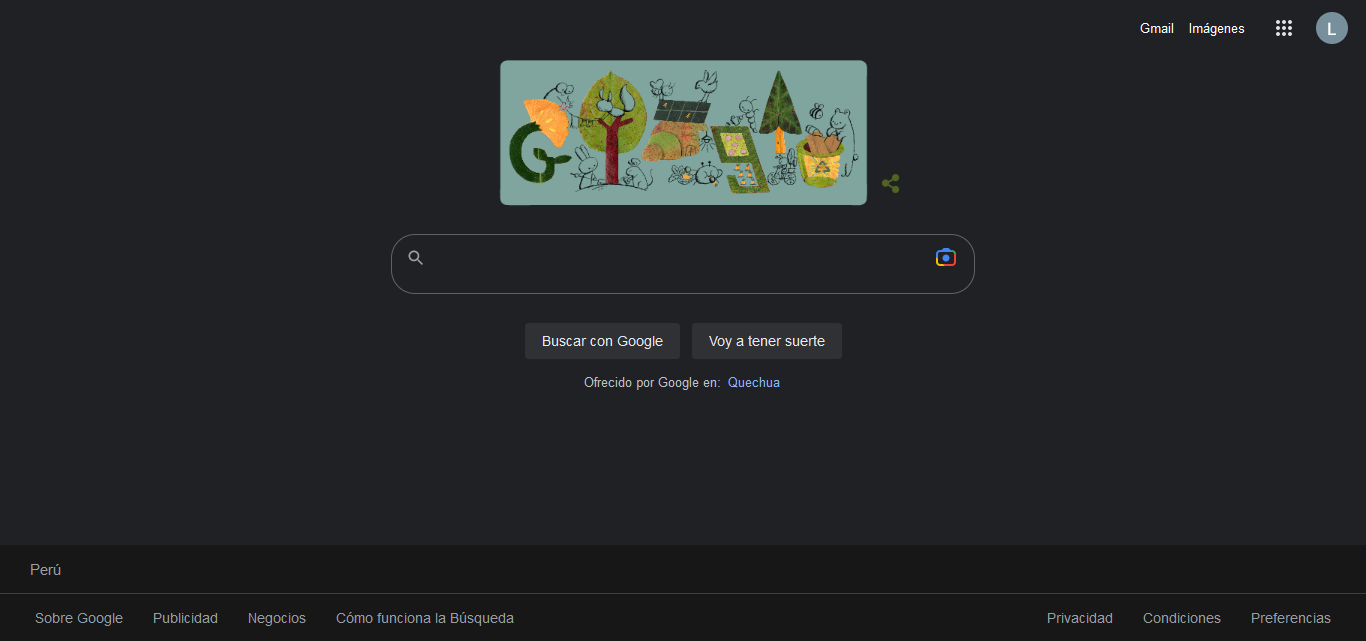 Gmail Imágenes
L
Buscar con Google
Voy a tener suerte
Ofrecido por Google en: Quechua
Perú
Sobre Google Publicidad Negocios Cómo funciona la Búsqueda
Privacidad Condiciones Preferencias